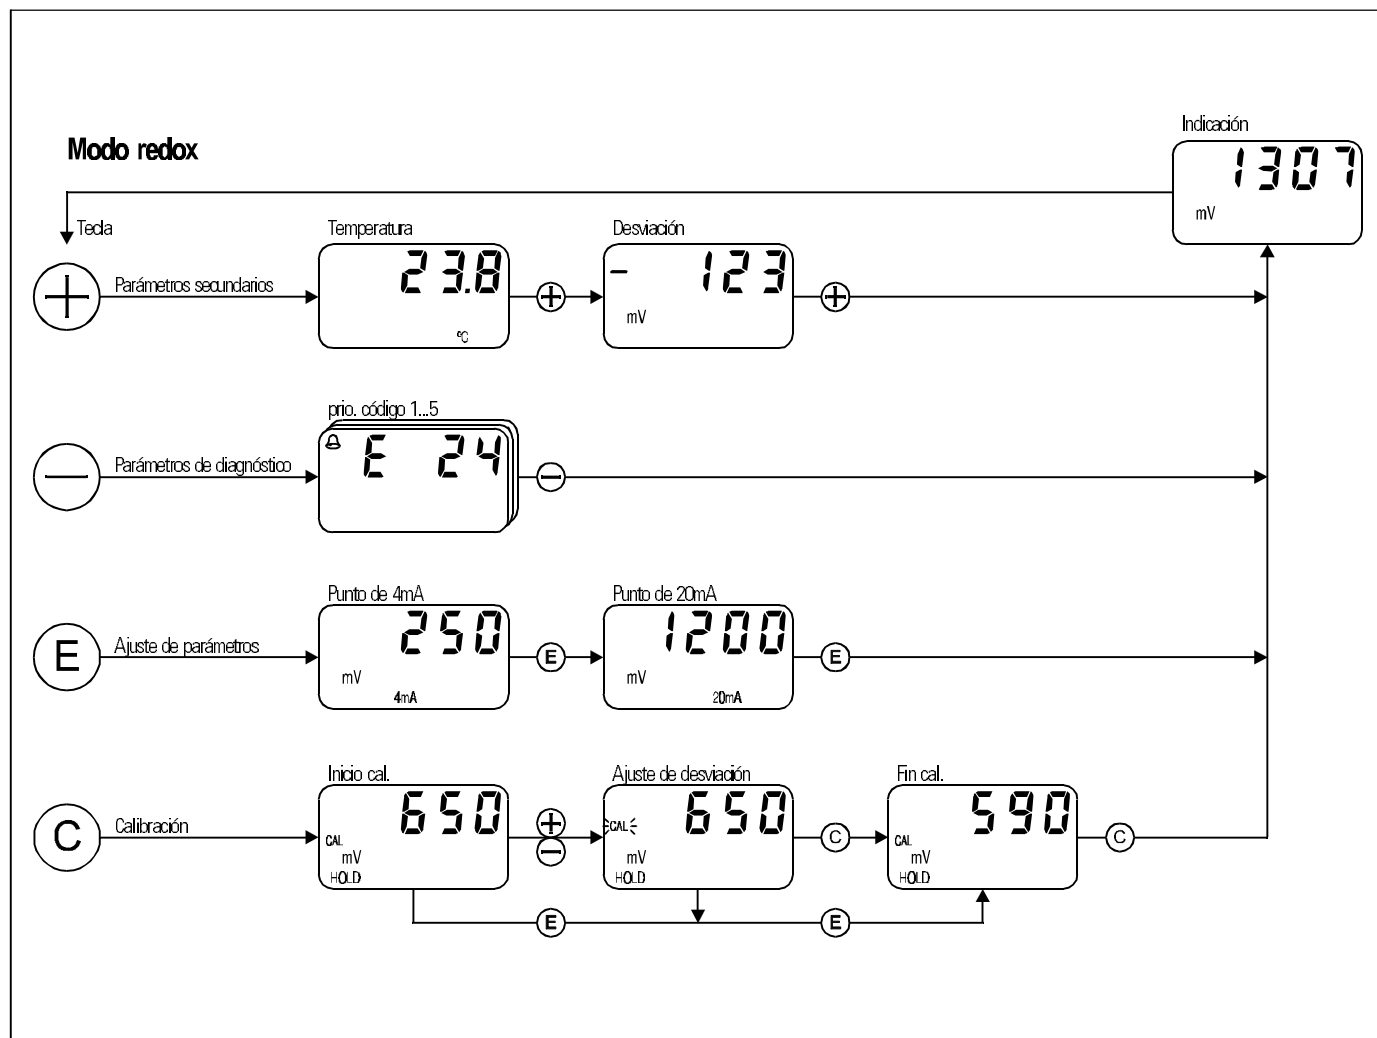 Indicación
Modo redox
1307
mV
Tecla
Temperatura
Desviación
+
Parámetros secundarios
23.8
°C
+
- 123
mV
+
prio. código 1...5
−
Parámetros de diagnóstico
E 24
−
Punto de 4mA
Punto de 20mA
E
Ajuste de parámetros
250
mV
4mA
E
1200
mV
20mA
E
Inicio cal.
Ajuste de desviación
Fin cal.
C
Calibración
650
CAL
mV
HOLD
+
−
650
CAL
mV
HOLD
C
590
CAL
mV
HOLD
C
E
E